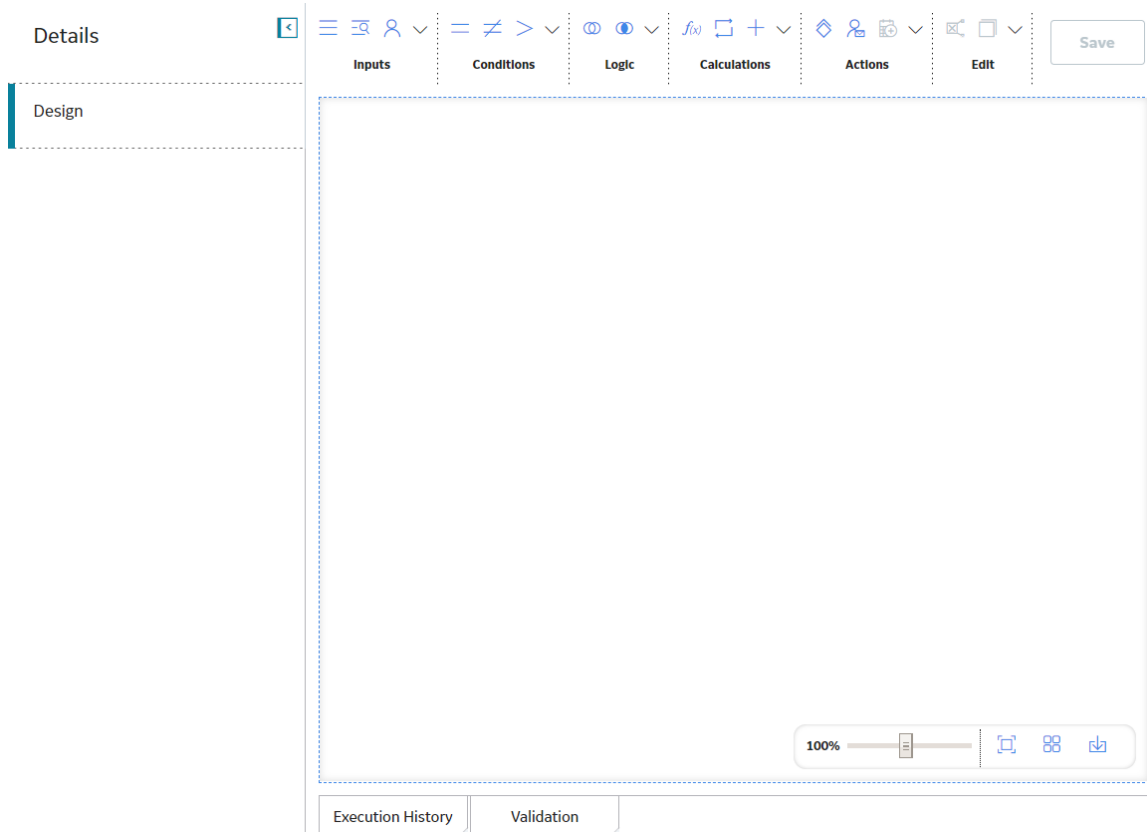 Details
Design
f(x)
Inputs
Conditions
Logic
Calculations
Actions
Edit
Save
100%
Execution History
Validation